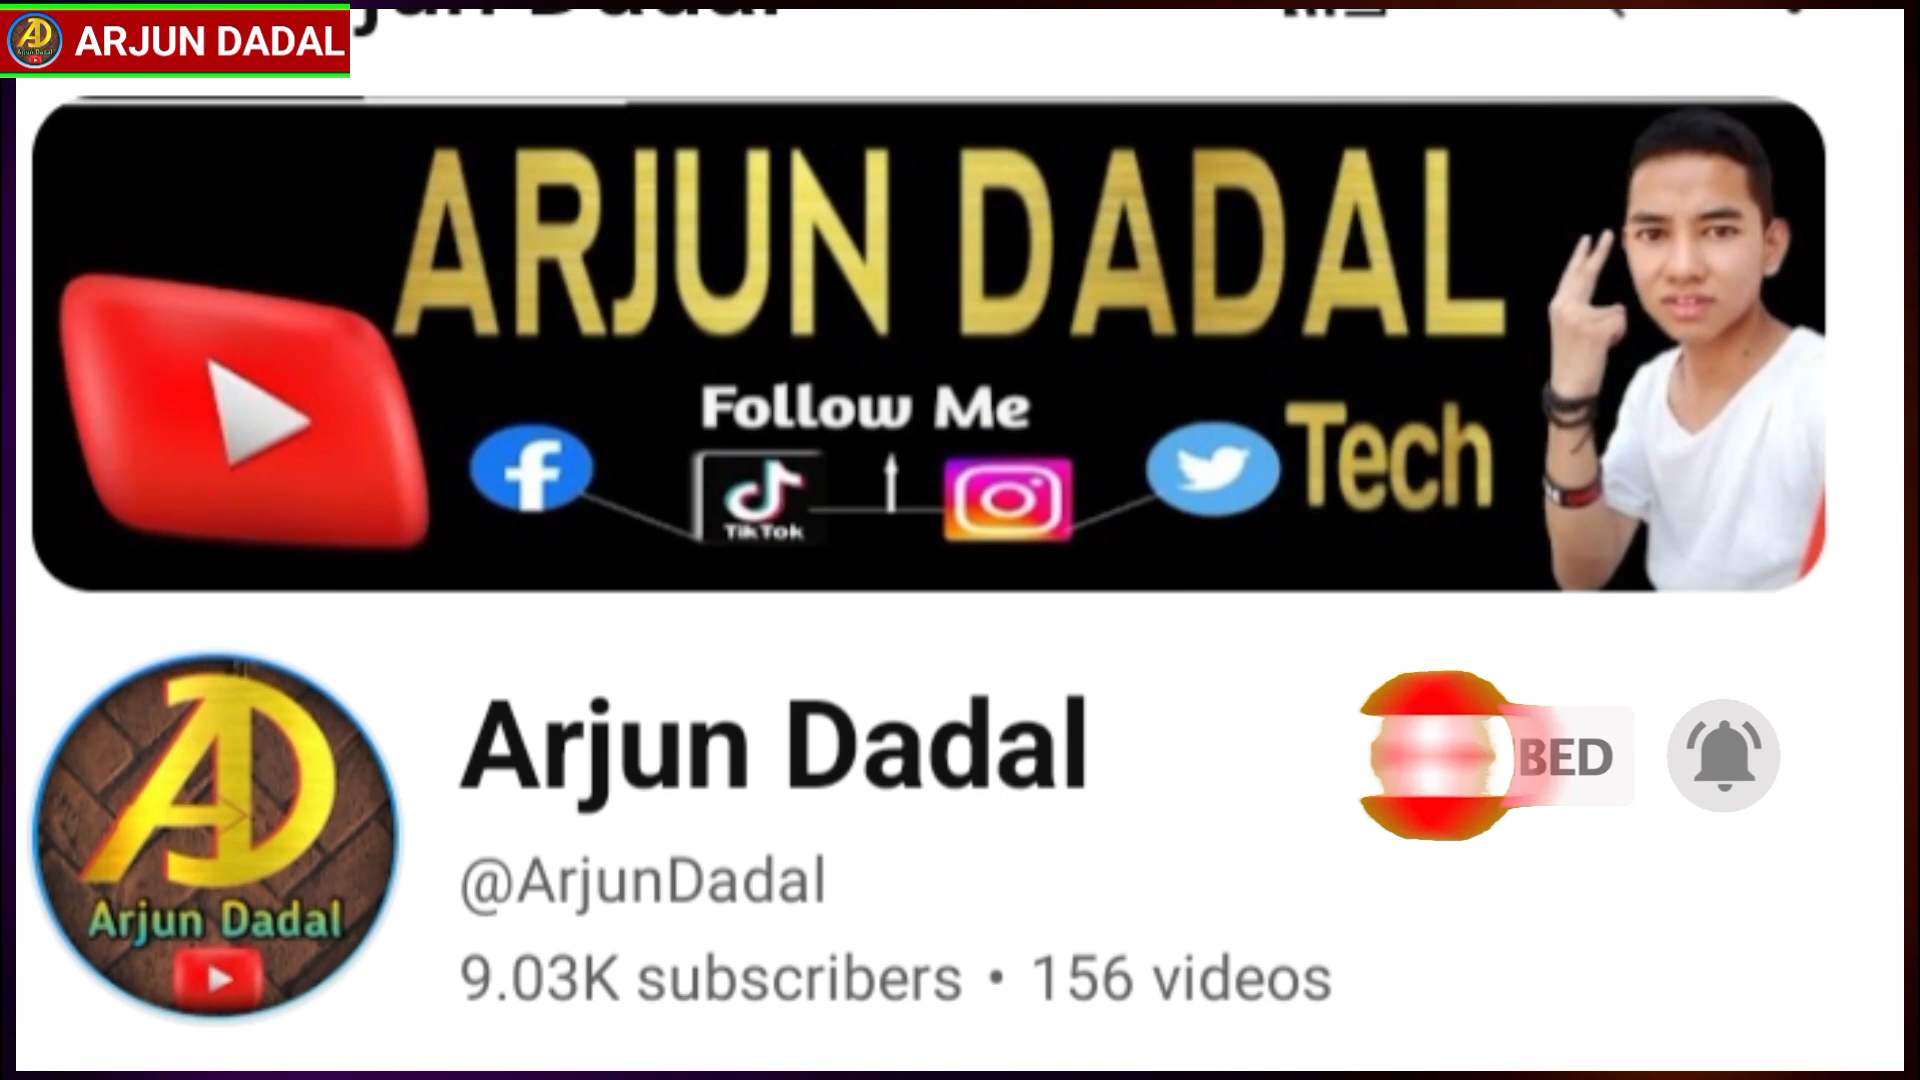 ARJUN DADAL
ARJUN DADAL
Follow Me
Tech
TikTok
Arjun Dadal
BED
@ArjunDadal
9.03K subscribers • 156 videos
AD
Arjun Dadal